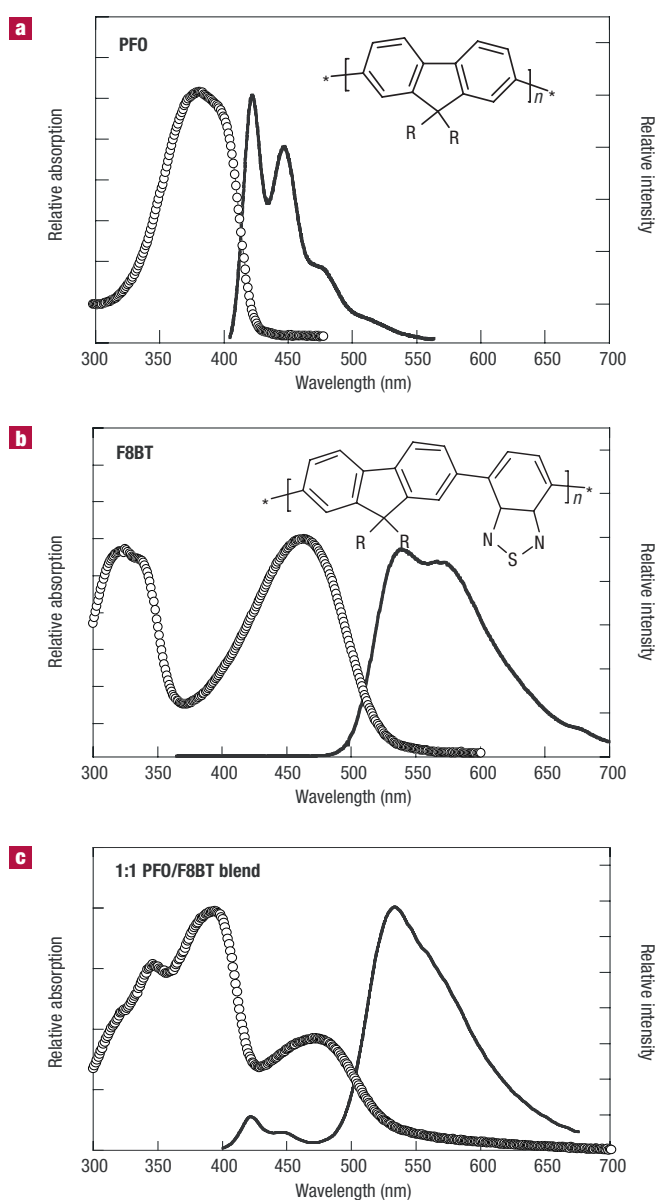 a
PFO
* [ ]n *
R R
Relative absorption
Relative intensity
300 350 400 450 500 550 600 650 700
Wavelength (nm)
b
F8BT
* [ ]n *
R R
N S N
Relative absorption
Relative intensity
300 350 400 450 500 550 600 650 700
Wavelength (nm)
c
1:1 PFO/F8BT blend
Relative absorption
Relative intensity
300 350 400 450 500 550 600 650 700
Wavelength (nm)